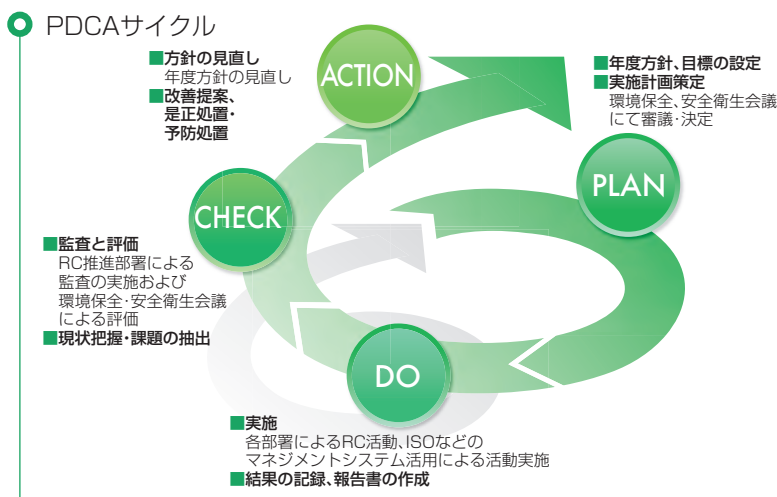 PDCAサイクル
■方針の見直し
年度方針の見直し
■改善提案、
是正処置・
予防処置
ACTION
■年度方針、目標の設定
■実施計画策定
環境保全、安全衛生会議
にて審議・決定
PLAN
CHECK
■監査と評価
RC推進部署による
監査の実施および
環境保全・安全衛生会議
による評価
■現状把握・課題の抽出
DO
■実施
各部署によるRC活動、ISOなどの
マネジメントシステム活用による活動実施
■結果の記録、報告書の作成